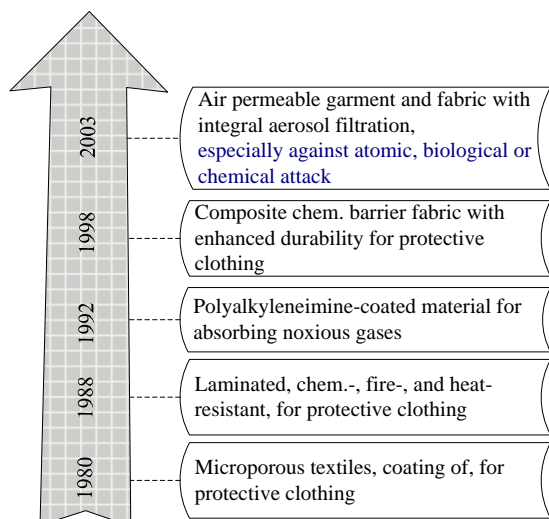 2003
Air permeable garment and fabric with
integral aerosol filtration,
especially against atomic, biological or
chemical attack
1998
Composite chem. barrier fabric with
enhanced durability for protective
clothing
1992
Polyalkyleneimine-coated material for
absorbing noxious gases
1988
Laminated, chem.-, fire-, and heat-
resistant, for protective clothing
1980
Microporous textiles, coating of, for
protective clothing